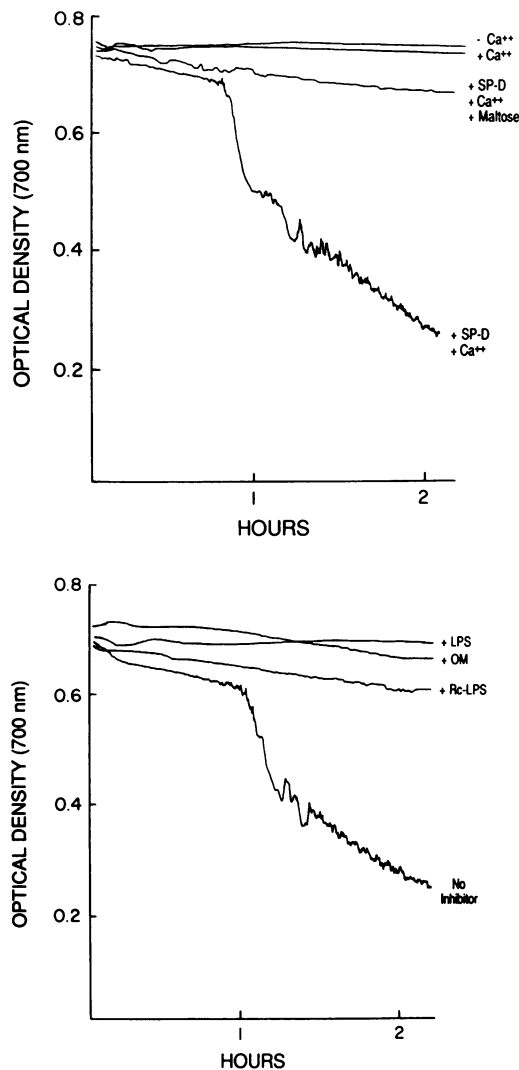 0.8
- Ca++
+ Ca++
+ SP-D
+ Ca++
+ Maltose
0.6
0.4
+ SP-D
+ Ca++
0.2
OPTICAL DENSITY (700 nm)
1
2
HOURS
0.8
+ LPS
+ OM
+ Rc-LPS
0.6
0.4
No
Inhibitor
0.2
OPTICAL DENSITY (700 nm)
1
2
HOURS